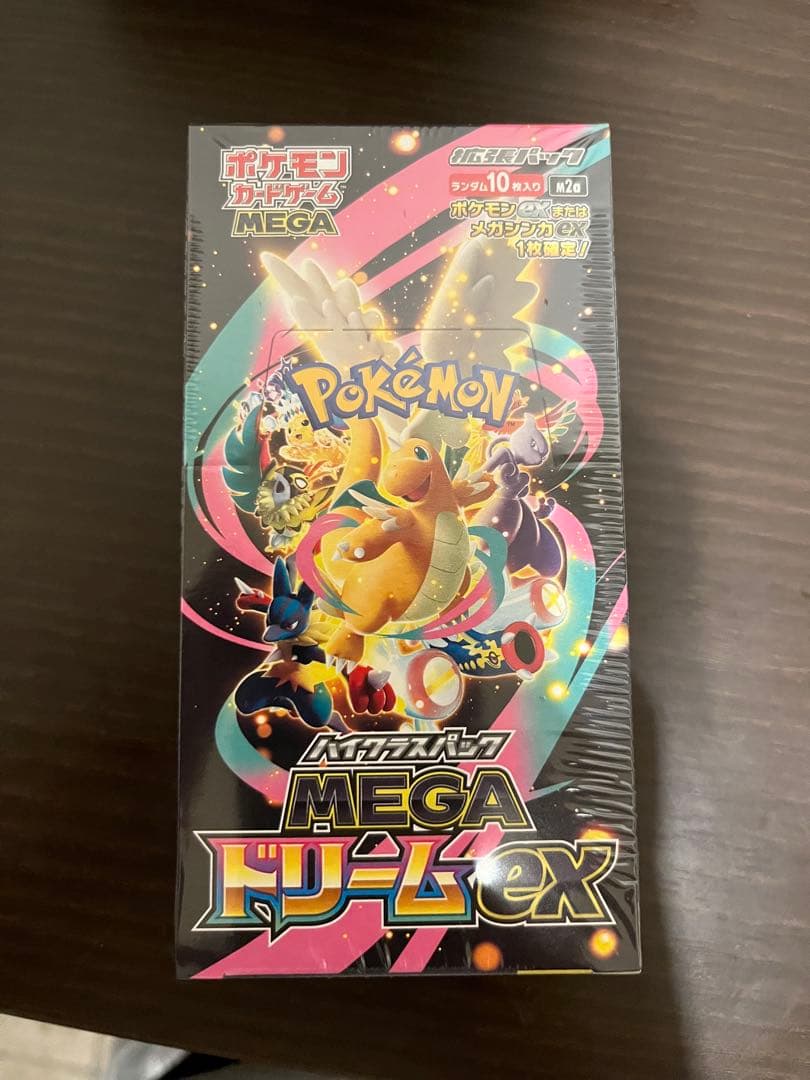 ポケモン
カードゲーム
MEGA
拡張パック
ランダム10枚入り M2a
ポケモンexまたは
メガシンカex
1枚確定!
POKéMON
TM
ハイクラスパック
MEGA
ドリームex